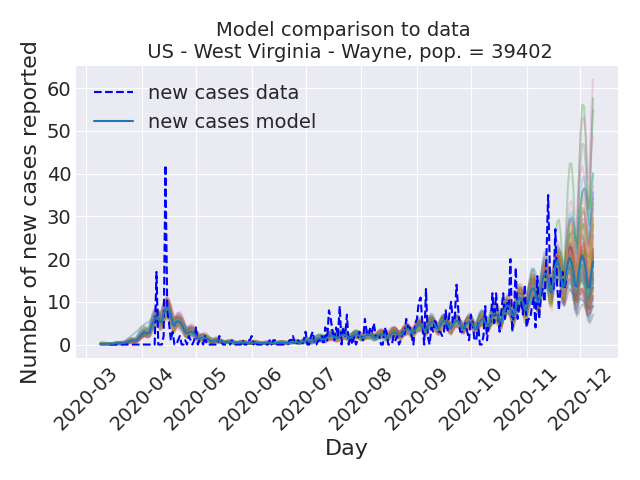 Model comparison to data
US - West Virginia - Wayne, pop. = 39402
Number of new cases reported
60
50
40
30
20
10
0
new cases data
new cases model
2020-03
2020-04
2020-05
2020-06
2020-07
2020-08
2020-09
2020-10
2020-11
2020-12
Day